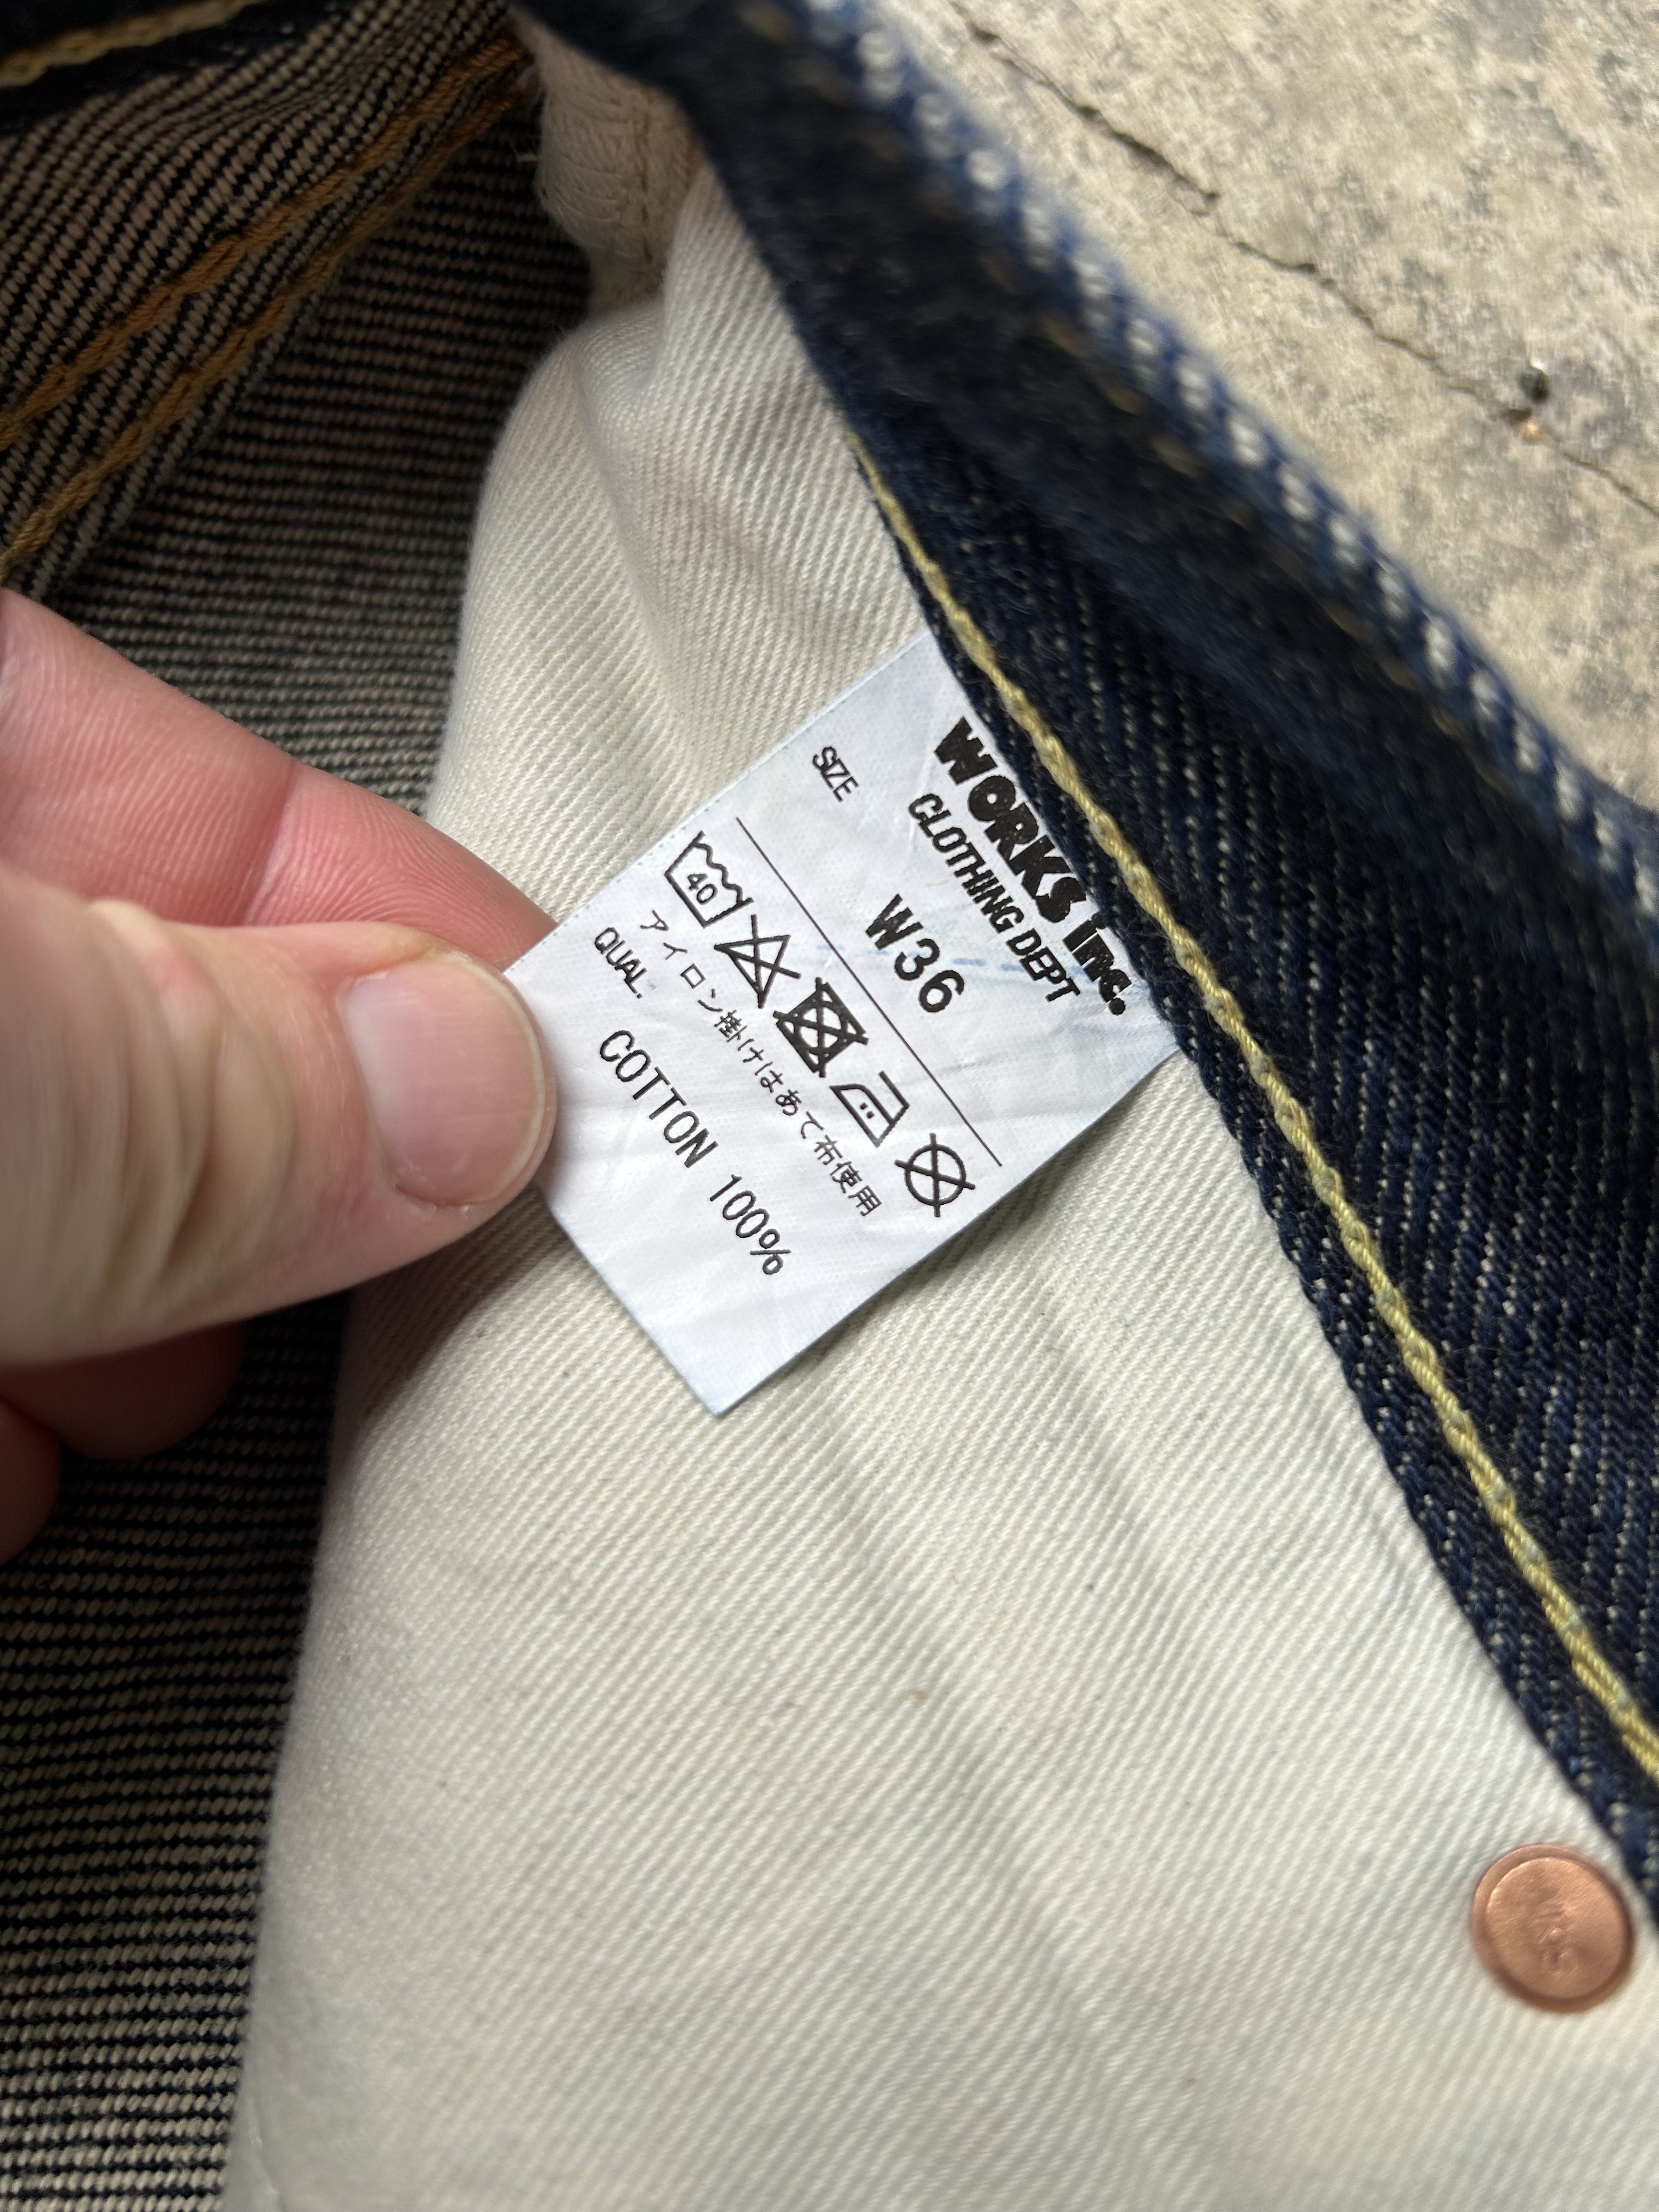 WORKS inc.
CLOTHING DEPT
SIZE
W36
40
アイロン掛けはあて布使用
QUAL.
COTTON 100%